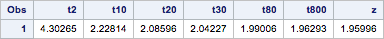 Obs t2 t10 t20 t30 t80 t800 z
1 4.30265 2.22814 2.08596 2.04227 1.99006 1.96293 1.95996